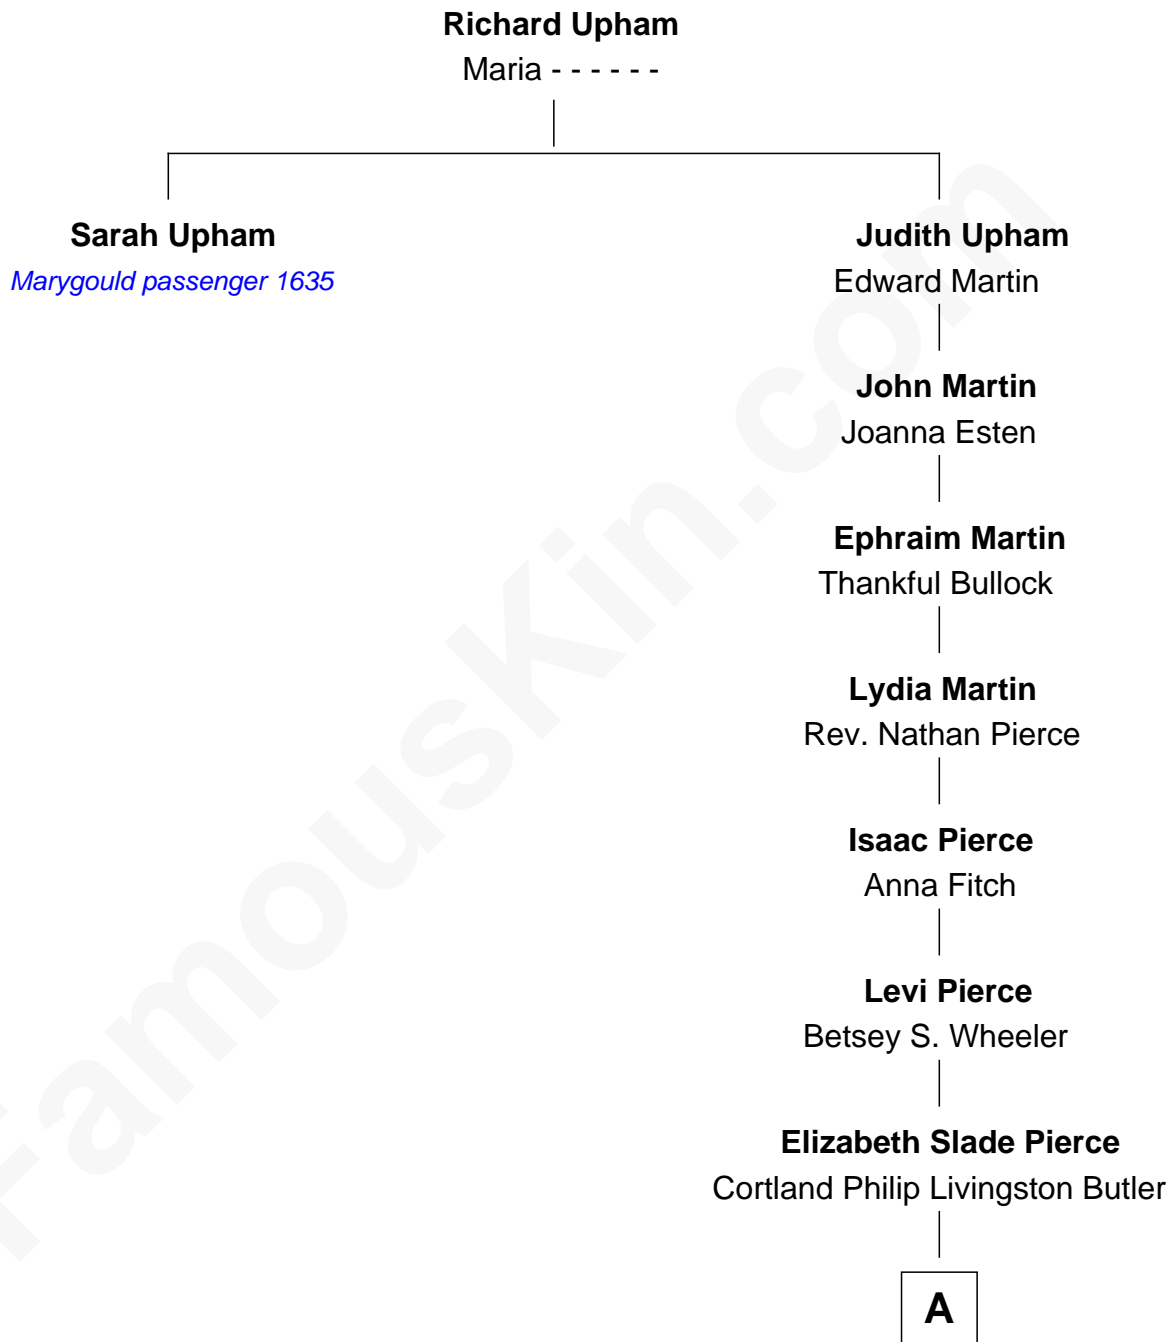 Richard Upham
Maria - - - - - -
Sarah Upham
Judith Upham
Marygould passenger 1635
Edward Martin
John Martin
Joanna Esten
Ephraim Martin
Thankful Bullock
Lydia Martin
Rev. Nathan Pierce
Isaac Pierce
Anna Fitch
Levi Pierce
Betsey S. Wheeler
Elizabeth Slade Pierce
Cortland Philip Livingston Butler
A
FamousKin.com